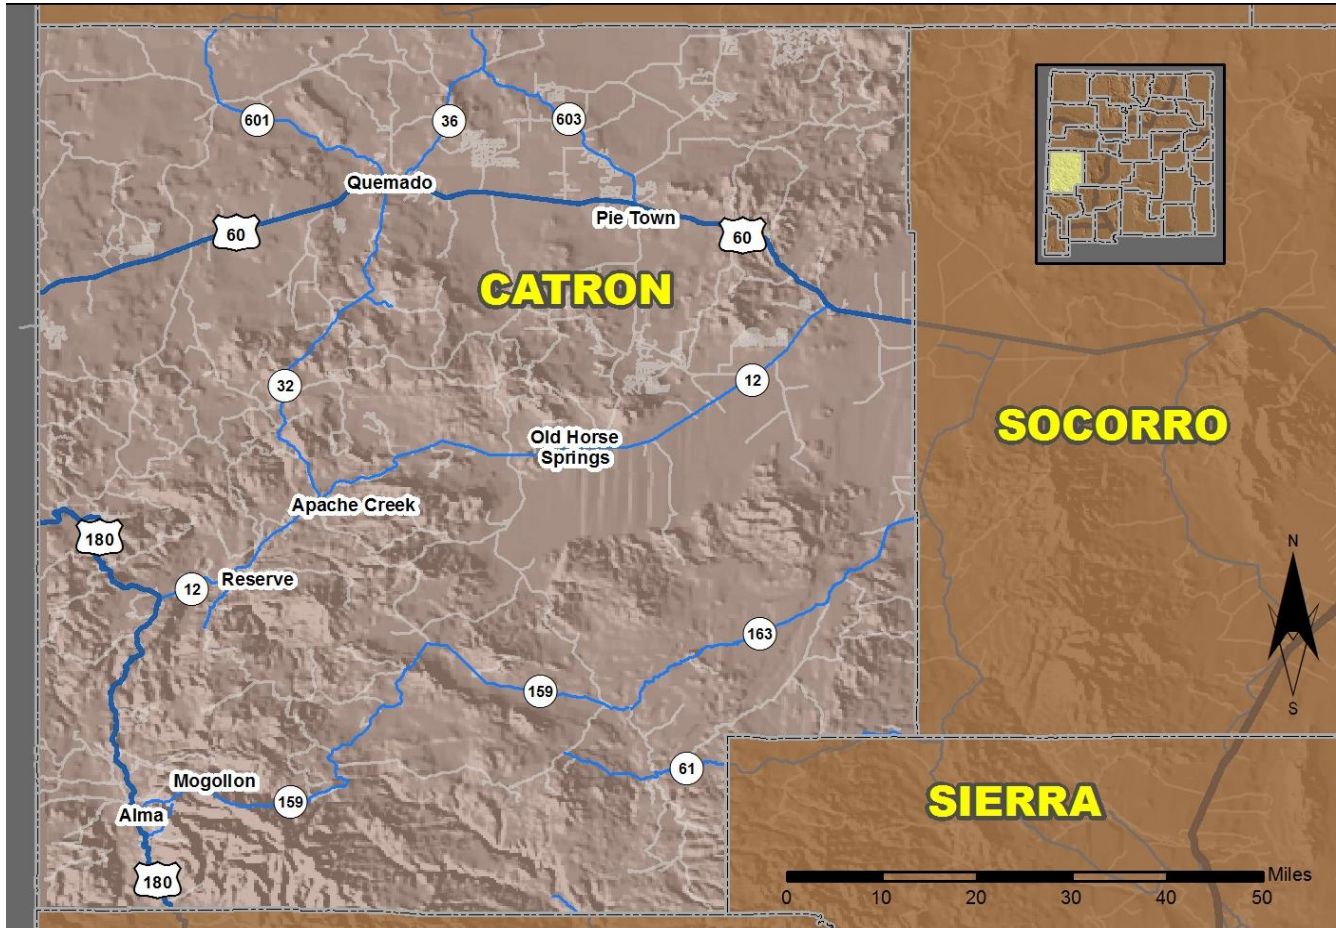 601
36
603
Quemado
Pie Town
60
60
CATRON
32
12
SOCORRO
Old Horse
Springs
Apache Creek
180
N
Reserve
12
163
159
S
61
Mogollon
159
Alma
SIERRA
180
Miles
0 10 20 30 40 50